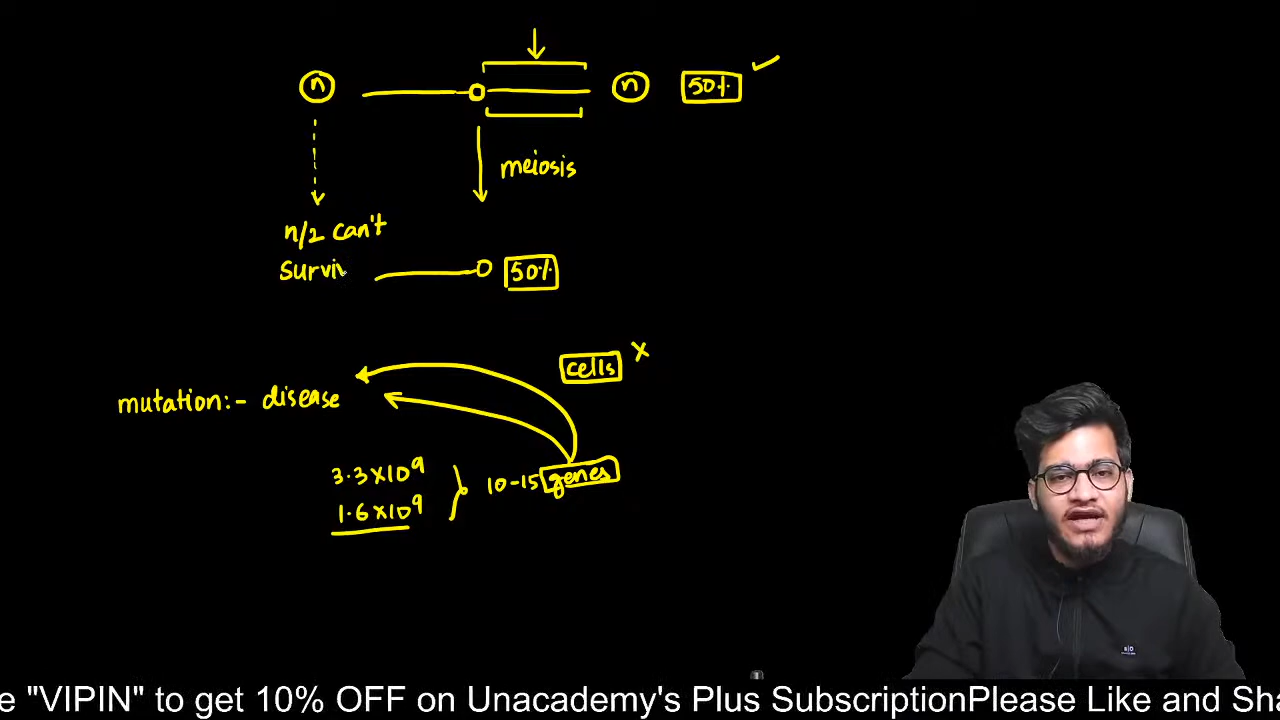 n n 50%
meiosis
n/2 can't
survi 50%
cells x
mutation:- disease
3.3x10⁹
10-15 genes
1.6x10⁹
e "VIPIN" to get 10% OFF on Unacademy's Plus SubscriptionPlease Like and Sha